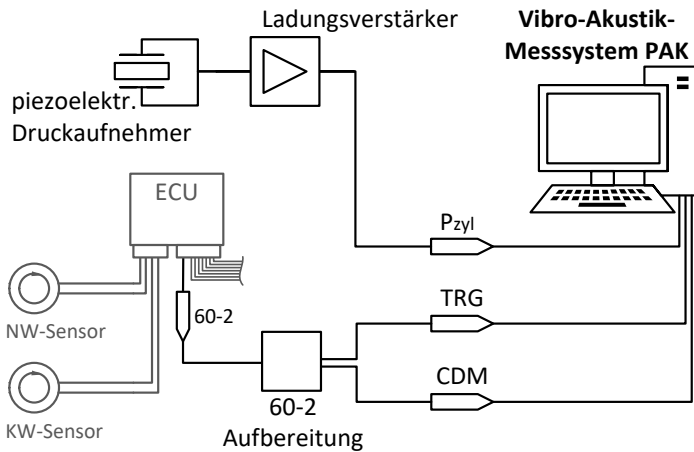 Ladungsverstärker
Vibro-Akustik-
Messsystem PAK
piezoelektr.
Druckaufnehmer
ECU
Pzyl
NW-Sensor
60-2
TRG
KW-Sensor
CDM
60-2
Aufbereitung